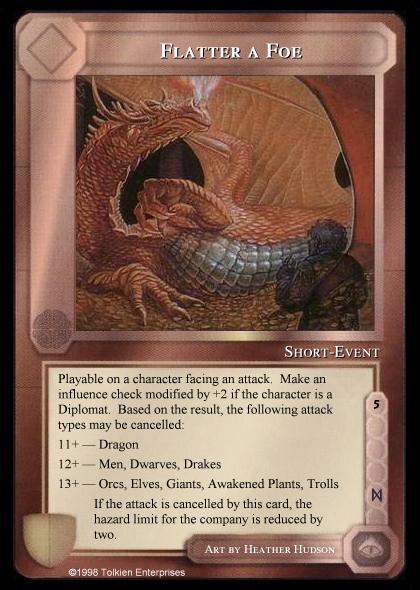 Flatter a Foe
Short-Event
Playable on a character facing an attack.  Make an
influence check modified by +2 if the character is a
Diplomat.  Based on the result, the following attack
types may be cancelled:
11+ — Dragon
12+ — Men, Dwarves, Drakes
13+ — Orcs, Elves, Giants, Awakened Plants, Trolls
If the attack is cancelled by this card, the
hazard limit for the company is reduced by
two.
5
Art by Heather Hudson
©1998 Tolkien Enterprises